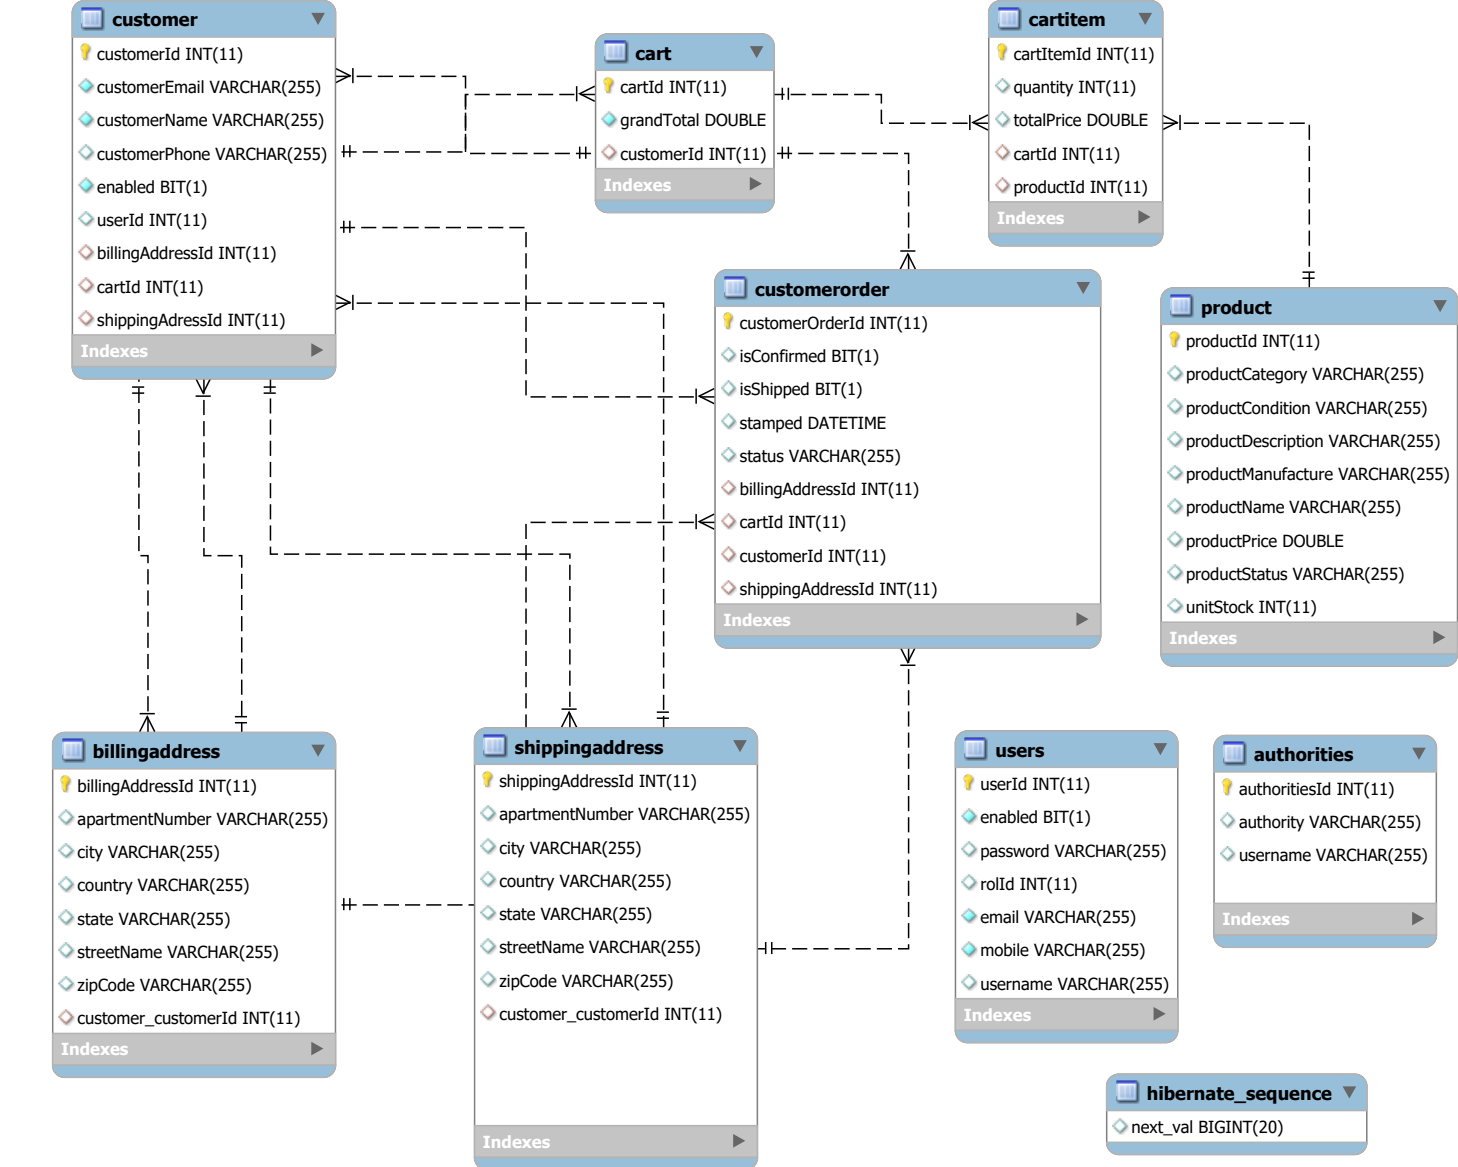 customer
customerId INT(11)
customerEmail VARCHAR(255)
customerName VARCHAR(255)
customerPhone VARCHAR(255)
enabled BIT(1)
userId INT(11)
billingAddressId INT(11)
cartId INT(11)
shippingAdressId INT(11)
Indexes
cart
cartId INT(11)
grandTotal DOUBLE
customerId INT(11)
Indexes
cartitem
cartItemId INT(11)
quantity INT(11)
totalPrice DOUBLE
cartId INT(11)
productId INT(11)
Indexes
customerorder
customerOrderId INT(11)
isConfirmed BIT(1)
isShipped BIT(1)
stamped DATETIME
status VARCHAR(255)
billingAddressId INT(11)
cartId INT(11)
customerId INT(11)
shippingAddressId INT(11)
Indexes
product
productId INT(11)
productCategory VARCHAR(255)
productCondition VARCHAR(255)
productDescription VARCHAR(255)
productManufacture VARCHAR(255)
productName VARCHAR(255)
productPrice DOUBLE
productStatus VARCHAR(255)
unitStock INT(11)
Indexes
billingaddress
billingAddressId INT(11)
apartmentNumber VARCHAR(255)
city VARCHAR(255)
country VARCHAR(255)
state VARCHAR(255)
streetName VARCHAR(255)
zipCode VARCHAR(255)
customer_customerId INT(11)
Indexes
shippingaddress
shippingAddressId INT(11)
apartmentNumber VARCHAR(255)
city VARCHAR(255)
country VARCHAR(255)
state VARCHAR(255)
streetName VARCHAR(255)
zipCode VARCHAR(255)
customer_customerId INT(11)
Indexes
users
userId INT(11)
enabled BIT(1)
password VARCHAR(255)
rolId INT(11)
email VARCHAR(255)
mobile VARCHAR(255)
username VARCHAR(255)
Indexes
authorities
authoritiesId INT(11)
authority VARCHAR(255)
username VARCHAR(255)
Indexes
hibernate_sequence
next_val BIGINT(20)